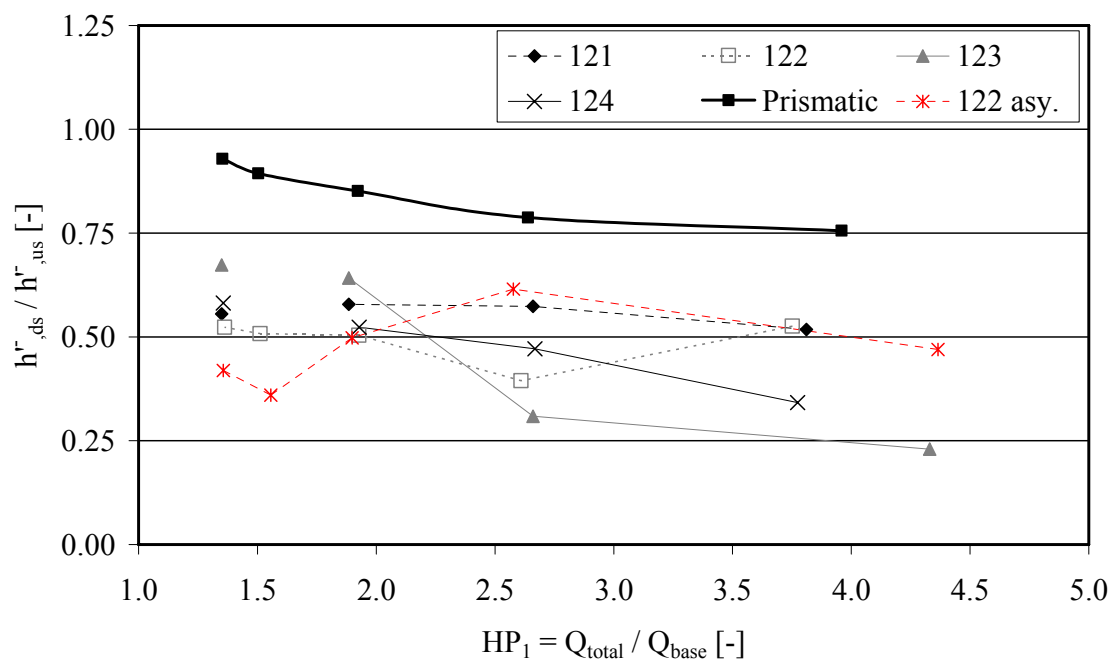 1.25
121 122 123
124 Prismatic 122 asy.
1.00
0.75
0.50
0.25
0.00
h'⁻,ds / h'⁻,us [-]
1.0 1.5 2.0 2.5 3.0 3.5 4.0 4.5 5.0
HP₁ = Q_total / Q_base [-]